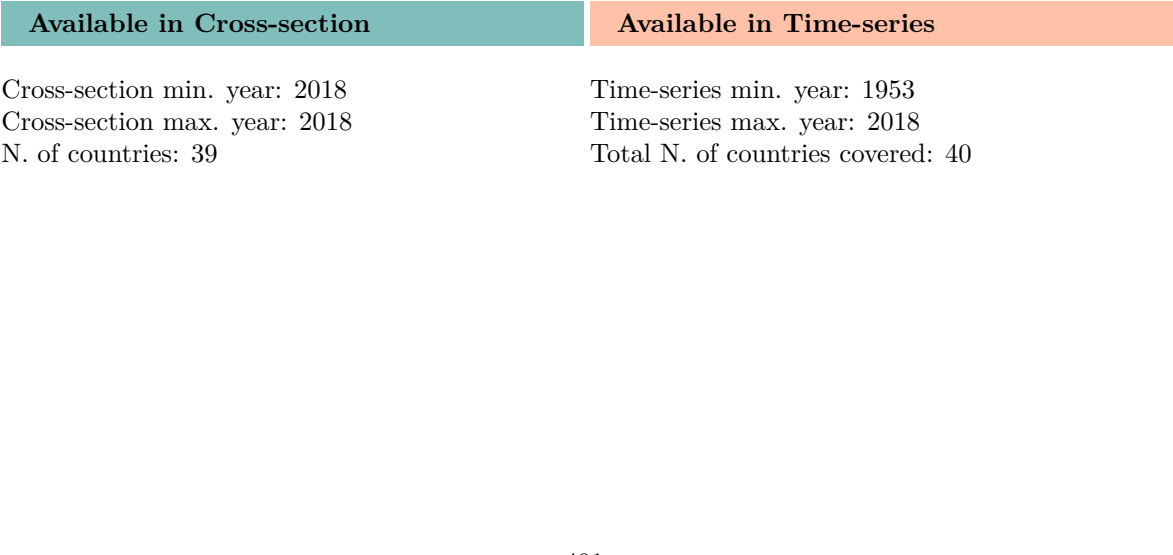 Available in Cross-section
Cross-section min. year: 2018
Cross-section max. year: 2018
N. of countries: 39
Available in Time-series
Time-series min. year: 1953
Time-series max. year: 2018
Total N. of countries covered: 40